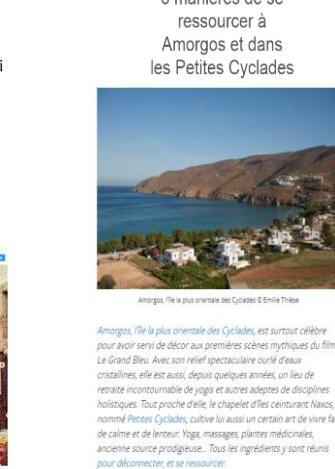 manières de se
ressourcer à
Amorgos et dans
les Petites Cyclades
Amorgos, l'île la plus orientale des Cyclades © Emilie Thièse
Amorgos, l'île la plus orientale des Cyclades, est surtout célèbre
pour avoir servi de décor aux premières scènes mythiques du film
Le Grand Bleu. Avec son relief spectaculaire ourlé d'eaux
cristallines, elle est aussi, depuis quelques années, un lieu de
retraite incontournable de yogis et autres adeptes de disciplines
holistiques. Tout proche d'elle, le chapelet d'îles ceinturant Naxos,
nommé Petites Cyclades, cultive lui aussi un certain art de vivre fa
de calme et de lenteur. Yoga, massages, plantes médicinales,
ancienne source prodigieuse... Tous les ingrédients y sont réunis
pour déconnecter, et se ressourcer.